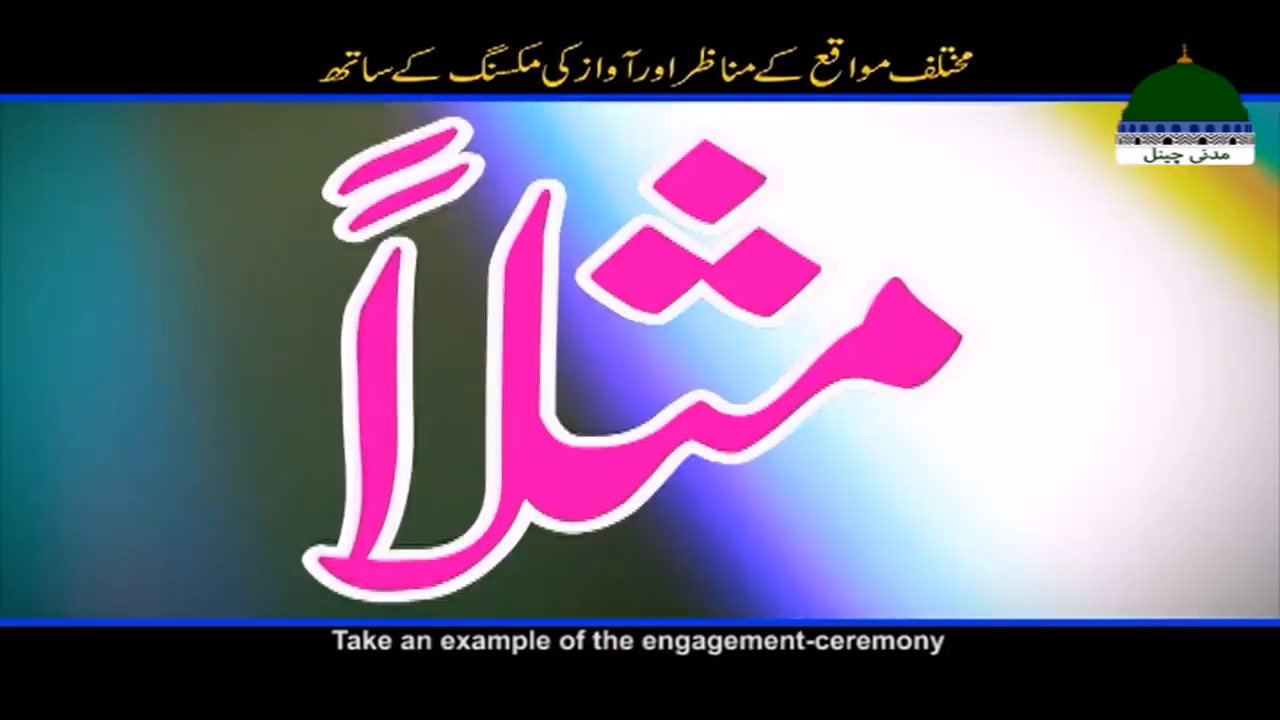 مختلف مواقع کے مناظر اور آواز کی مکسنگ کے ساتھ
مدنی چینل
مثلاً
Take an example of the engagement-ceremony